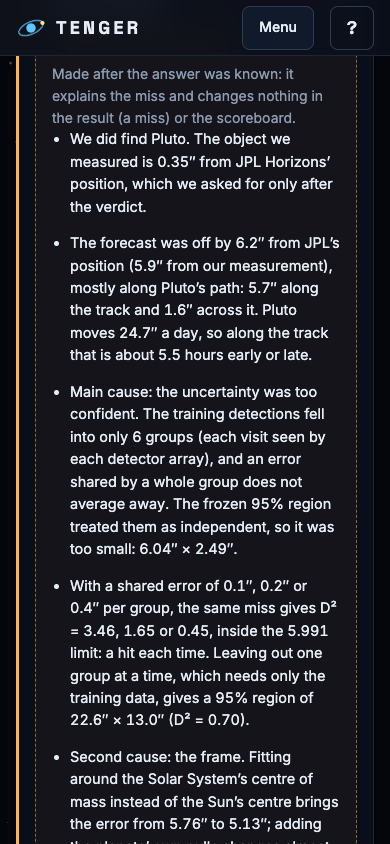 TENGER
Menu
?
Made after the answer was known: it
explains the miss and changes nothing in
the result (a miss) or the scoreboard.
• We did find Pluto. The object we
measured is 0.35″ from JPL Horizons’
position, which we asked for only after
the verdict.
• The forecast was off by 6.2″ from JPL’s
position (5.9″ from our measurement),
mostly along Pluto’s path: 5.7″ along
the track and 1.6″ across it. Pluto
moves 24.7″ a day, so along the track
that is about 5.5 hours early or late.
• Main cause: the uncertainty was too
confident. The training detections fell
into only 6 groups (each visit seen by
each detector array), and an error
shared by a whole group does not
average away. The frozen 95% region
treated them as independent, so it was
too small: 6.04″ × 2.49″.
• With a shared error of 0.1″, 0.2″ or
0.4″ per group, the same miss gives D²
= 3.46, 1.65 or 0.45, inside the 5.991
limit: a hit each time. Leaving out one
group at a time, which needs only the
training data, gives a 95% region of
22.6″ × 13.0″ (D² = 0.70).
• Second cause: the frame. Fitting
around the Solar System’s centre of
mass instead of the Sun’s centre brings
the error from 5.76″ to 5.13″; adding